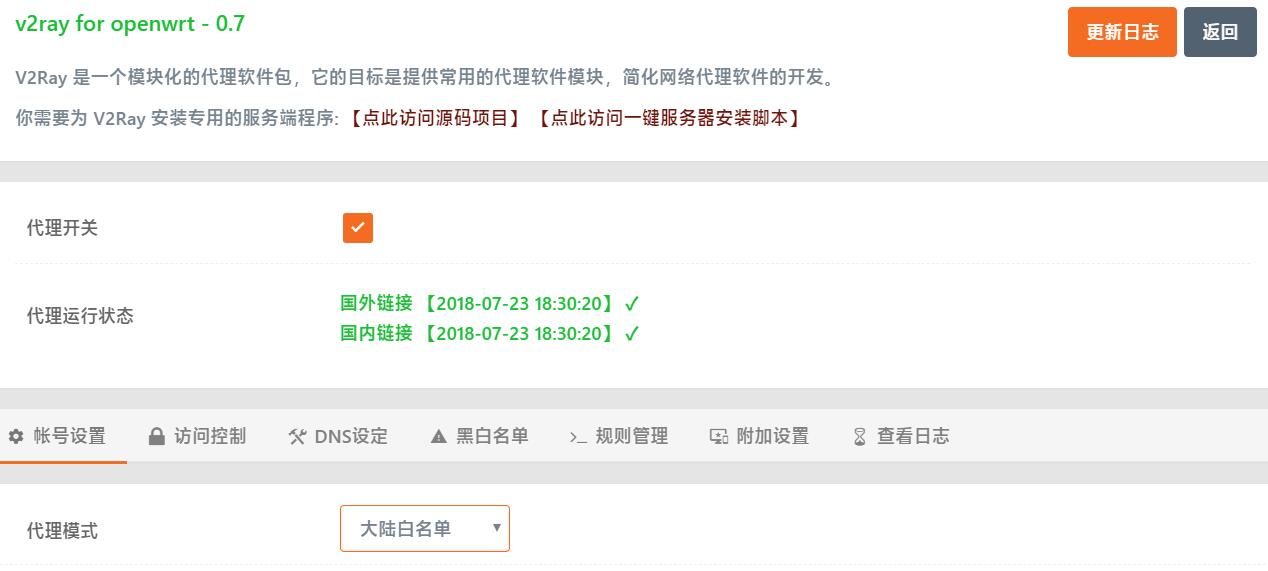 v2ray for openwrt - 0.7
更新日志
返回
V2Ray 是一个模块化的代理软件包，它的目标是提供常用的代理软件模块，简化网络代理软件的开发。
你需要为 V2Ray 安装专用的服务端程序:【点此访问源码项目】【点此访问一键服务器安装脚本】
代理开关
代理运行状态
国外链接 【2018-07-23 18:30:20】 ✓
国内链接 【2018-07-23 18:30:20】 ✓
帐号设置 访问控制 DNS设定 黑白名单 规则管理 附加设置 查看日志
代理模式
大陆白名单